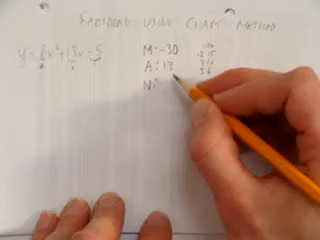 FACTORING USING CHART METHOD
y = 6x² + 13x - 5
M: -30
A: 13
N: